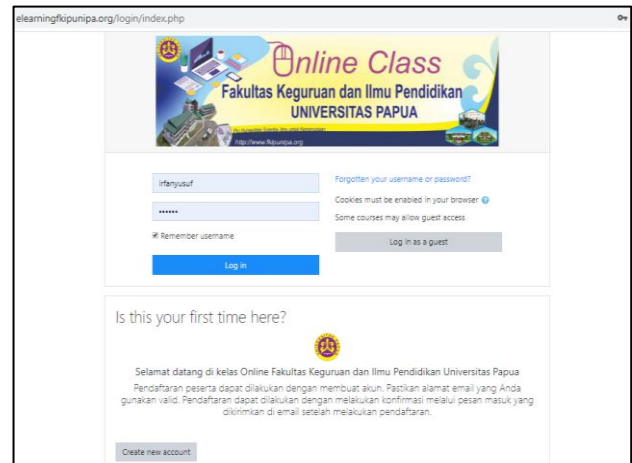 elearningfkipunipa.org/login/index.php
Online Class
Fakultas Keguruan dan Ilmu Pendidikan
UNIVERSITAS PAPUA
http://www.fkipunipa.org
irfanyusuf
Forgotten your username or password?
••••••
Cookies must be enabled in your browser
Some courses may allow guest access
Remember username
Log in as a guest
Log in
Is this your first time here?
Selamat datang di kelas Online Fakultas Keguruan dan Ilmu Pendidikan Universitas Papua
Pendaftaran peserta dapat dilakukan dengan membuat akun. Pastikan alamat email yang Anda
gunakan valid. Pendaftaran dapat dilakukan dengan melakukan konfirmasi melalui pesan masuk yang
dikirimkan di email setelah melakukan pendaftaran.
Create new account